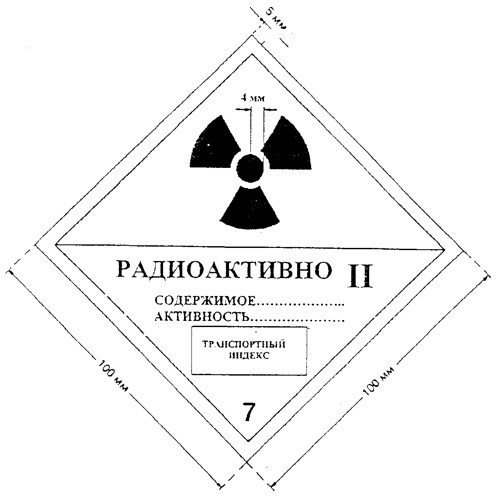 5 мм
4 мм
РАДИОАКТИВНО II
СОДЕРЖИМОЕ....................
АКТИВНОСТЬ.....................
ТРАНСПОРТНЫЙ
ИНДЕКС
7
100 мм
100 мм